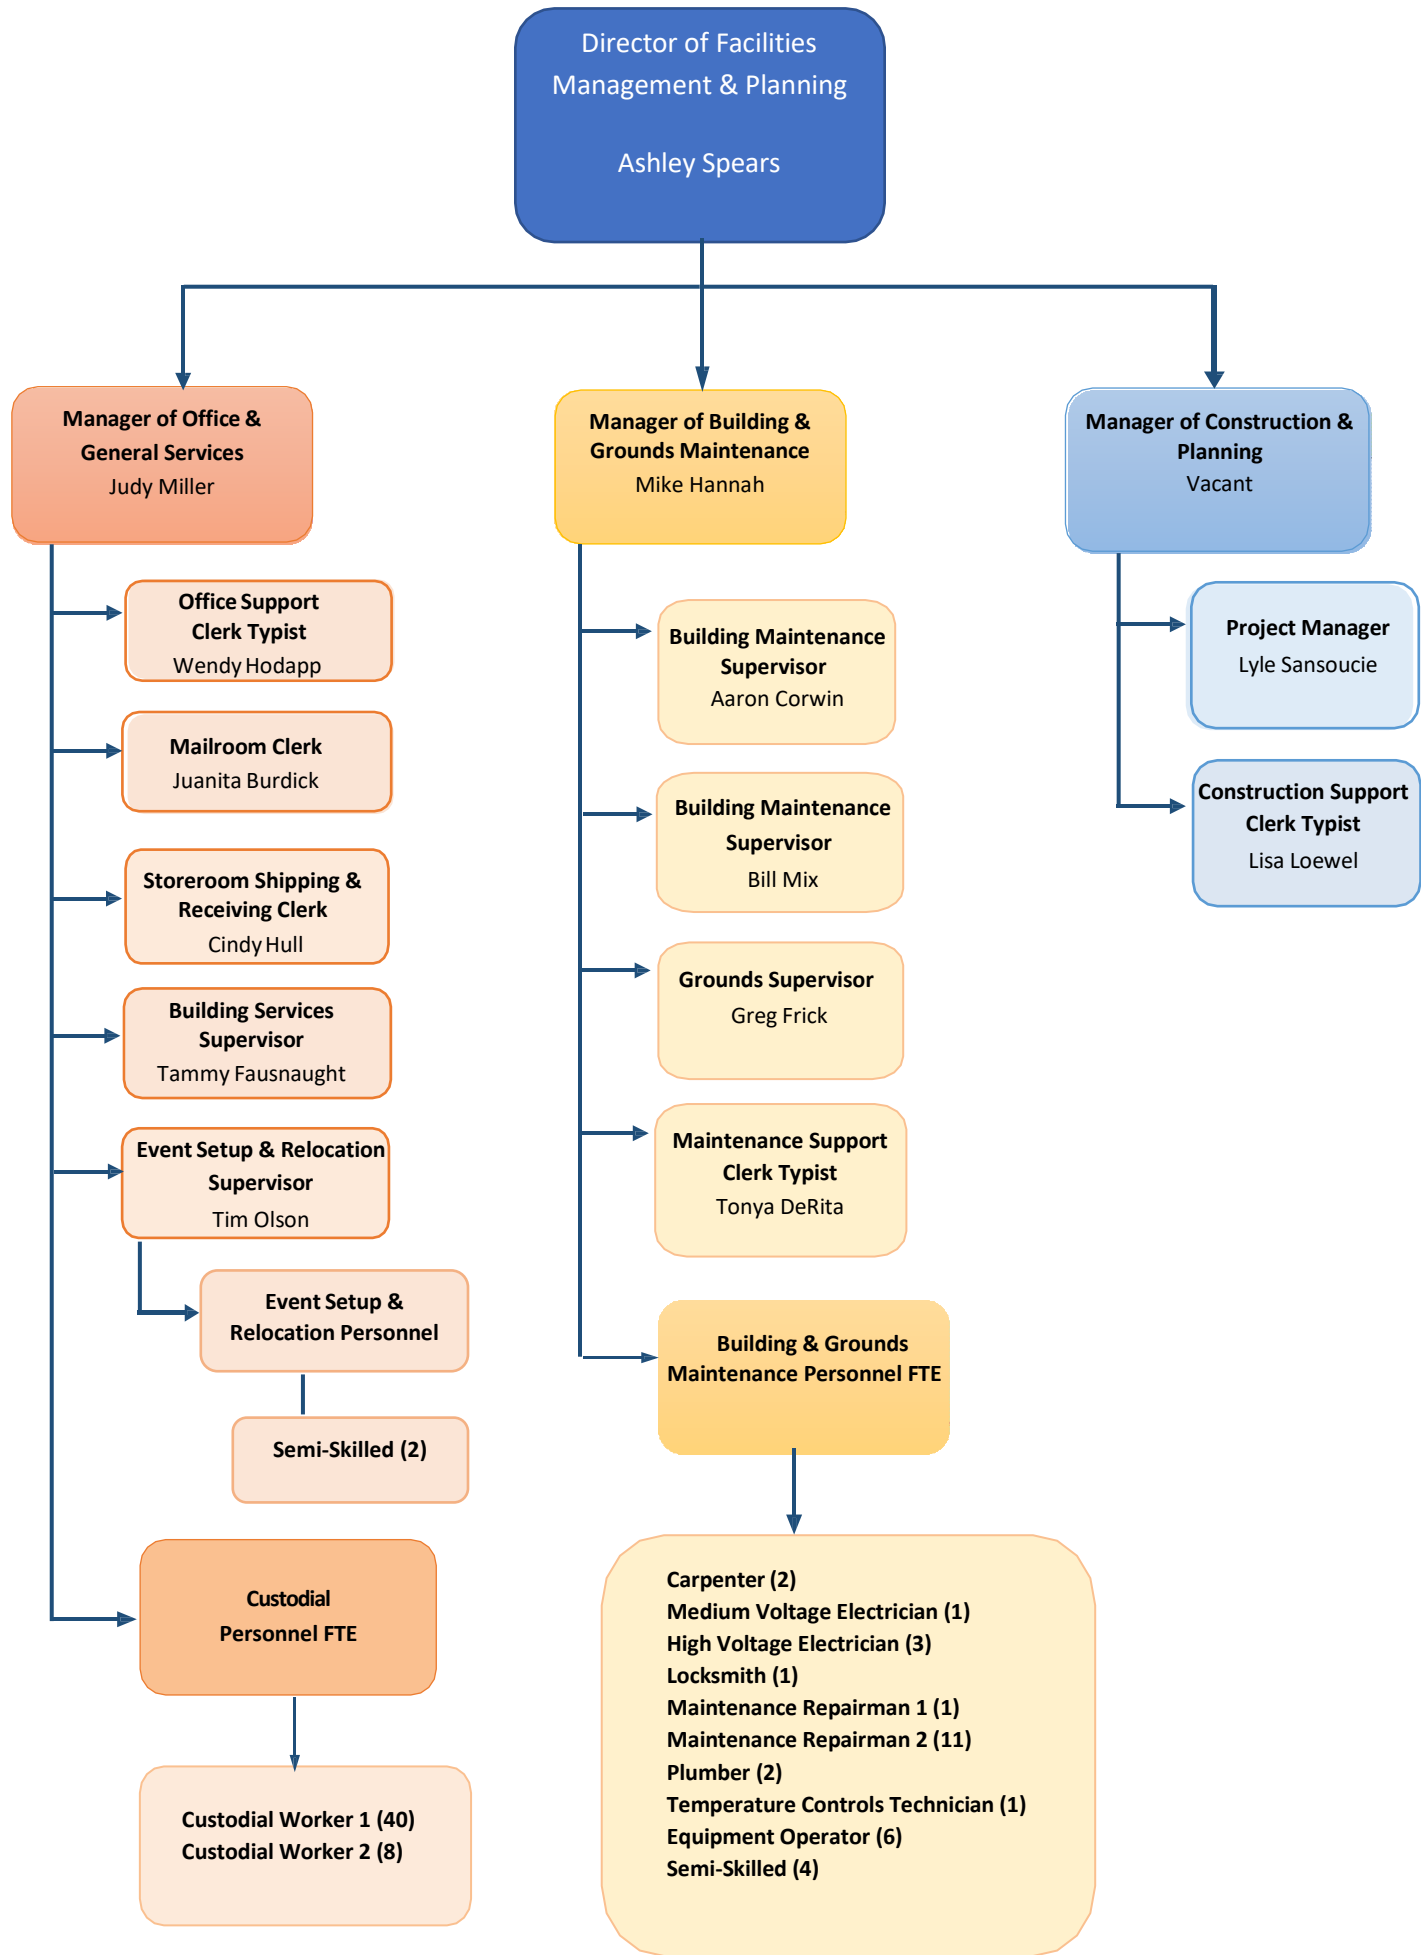 Director of Facilities
Management & Planning
Ashley Spears
Manager of Office &
General Services
Judy Miller
Office Support
Clerk Typist
Wendy Hodapp
Mailroom Clerk
Juanita Burdick
Storeroom Shipping &
Receiving Clerk
Cindy Hull
Building Services
Supervisor
Tammy Fausnaught
Event Setup & Relocation
Supervisor
Tim Olson
Event Setup &
Relocation Personnel
Semi-Skilled (2)
Custodial
Personnel FTE
Custodial Worker 1 (40)
Custodial Worker 2 (8)
Manager of Building &
Grounds Maintenance
Mike Hannah
Building Maintenance
Supervisor
Aaron Corwin
Building Maintenance
Supervisor
Bill Mix
Grounds Supervisor
Greg Frick
Maintenance Support
Clerk Typist
Tonya DeRita
Building & Grounds
Maintenance Personnel FTE
Carpenter (2)
Medium Voltage Electrician (1)
High Voltage Electrician (3)
Locksmith (1)
Maintenance Repairman 1 (1)
Maintenance Repairman 2 (11)
Plumber (2)
Temperature Controls Technician (1)
Equipment Operator (6)
Semi-Skilled (4)
Manager of Construction &
Planning
Vacant
Project Manager
Lyle Sansoucie
Construction Support
Clerk Typist
Lisa Loewel